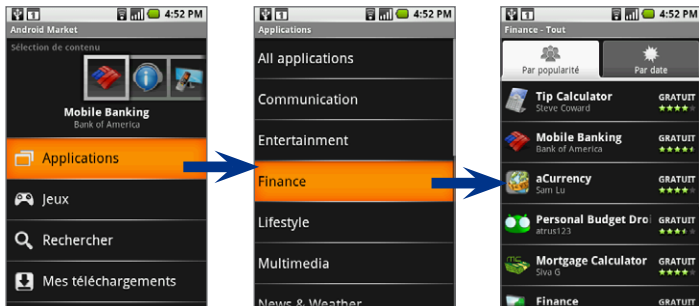 4:52 PM
Android Market
Sélection de contenu
Mobile Banking
Bank of America
Applications
Jeux
Rechercher
Mes téléchargements
4:52 PM
Applications
All applications
Communication
Entertainment
Finance
Lifestyle
Multimedia
News & Weather
4:52 PM
Finance - Tout
Par popularité
Par date
Tip Calculator GRATUIT
Steve Coward
Mobile Banking GRATUIT
Bank of America
aCurrency GRATUIT
Sam Lu
Personal Budget Droi GRATUIT
atrus123
Mortgage Calculator GRATUIT
Siva G
Finance GRATUIT